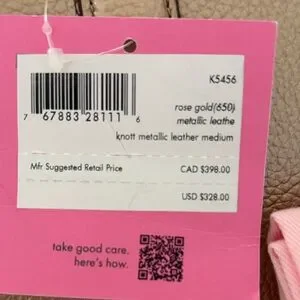 K5456
7 67883 28111 6
rose gold(650)
metallic leathe
knott metallic leather medium
Mfr Suggested Retail Price
CAD $398.00
USD $328.00
take good care.
here's how.